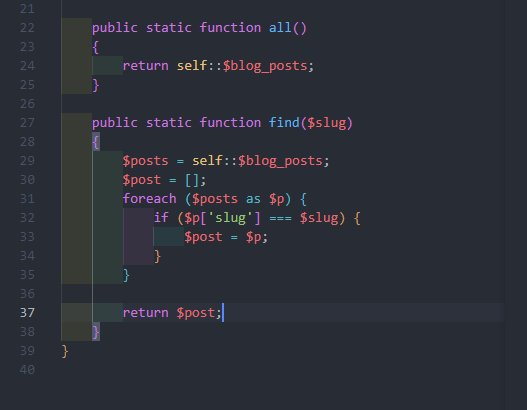 21
22 public static function all()
23 {
24 return self::$blog_posts;
25 }
26
27 public static function find($slug)
28 {
29 $posts = self::$blog_posts;
30 $post = [];
31 foreach ($posts as $p) {
32 if ($p['slug'] === $slug) {
33 $post = $p;
34 }
35 }
36
37 return $post;
38 }
39 }
40